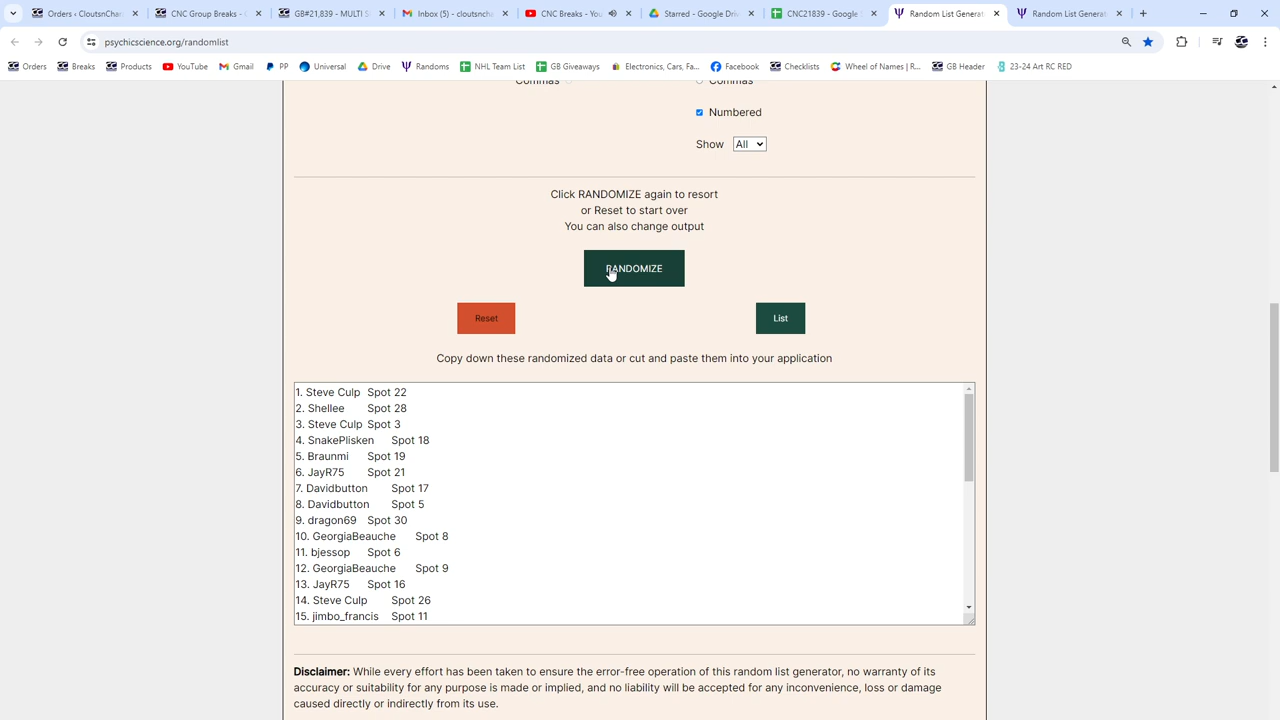 Orders ‹ CloutsnChan
CNC Group Breaks - G
GB#21,839 - MULTI S
Inbox (5) - cloutsnch
CNC Breaks - You
Starred - Google Driv
CNC21839 - Google S
Random List Generat
Random List Generat
psychicscience.org/randomlist
Orders
Breaks
Products
YouTube
Gmail
PP
Universal
Drive
Randoms
NHL Team List
GB Giveaways
Electronics, Cars, Fa...
Facebook
Checklists
Wheel of Names | R...
GB Header
23-24 Art RC RED
Commas
Commas
Numbered
Show All
Click RANDOMIZE again to resort
or Reset to start over
You can also change output
RANDOMIZE
Reset
List
Copy down these randomized data or cut and paste them into your application
1. Steve Culp Spot 22
2. Shellee Spot 28
3. Steve Culp Spot 3
4. SnakePlisken Spot 18
5. Braunmi Spot 19
6. JayR75 Spot 21
7. Davidbutton Spot 17
8. Davidbutton Spot 5
9. dragon69 Spot 30
10. GeorgiaBeauche Spot 8
11. bjessop Spot 6
12. GeorgiaBeauche Spot 9
13. JayR75 Spot 16
14. Steve Culp Spot 26
15. jimbo_francis Spot 11
Disclaimer: While every effort has been taken to ensure the error-free operation of this random list generator, no warranty of its
accuracy or suitability for any purpose is made or implied, and no liability will be accepted for any inconvenience, loss or damage
caused directly or indirectly from its use.